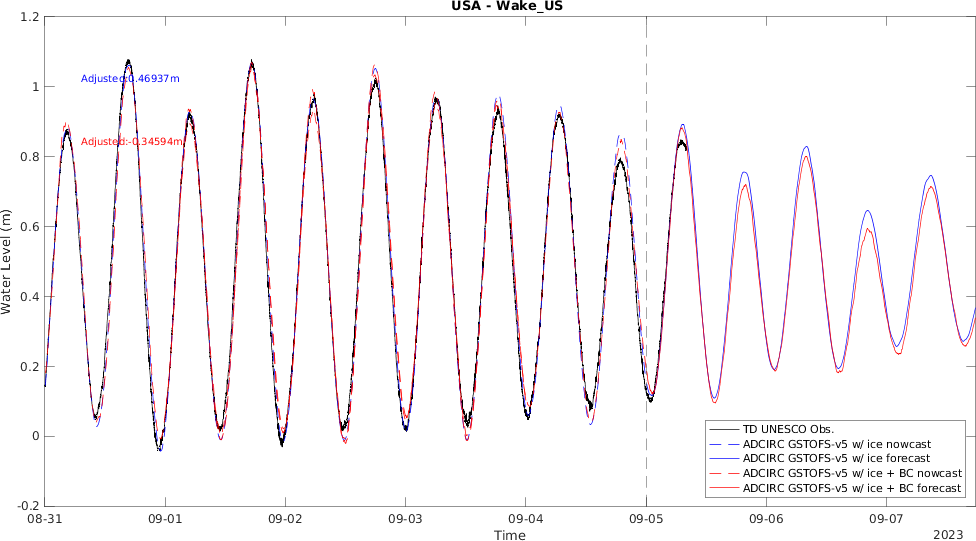 USA - Wake_US
1.2
1
0.8
0.6
0.4
0.2
0
-0.2
Water Level (m)
Adjusted:0.46937m
Adjusted:-0.34594m
TD UNESCO Obs.
ADCIRC GSTOFS-v5 w/ ice nowcast
ADCIRC GSTOFS-v5 w/ ice forecast
ADCIRC GSTOFS-v5 w/ ice + BC nowcast
ADCIRC GSTOFS-v5 w/ ice + BC forecast
08-31 09-01 09-02 09-03 09-04 09-05 09-06 09-07
Time
2023